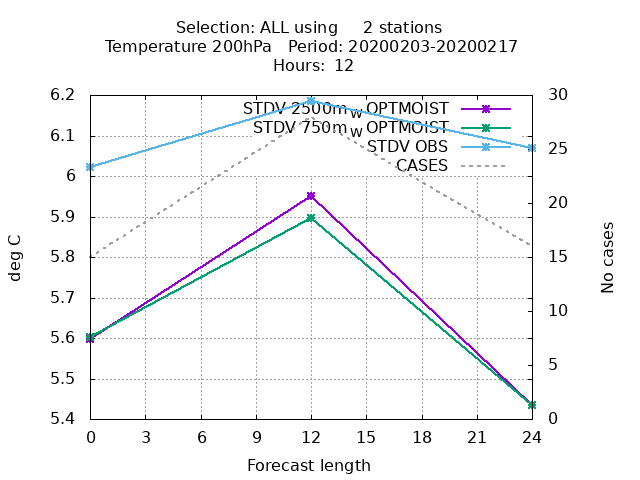 Selection: ALL using 2 stations
Temperature 200hPa Period: 20200203-20200217
Hours: 12
STDV 2500m_W OPTMOIST
STDV 750m_W OPTMOIST
STDV OBS
CASES
6.2
6.1
6
5.9
5.8
5.7
5.6
5.5
5.4
deg C
30
25
20
15
10
5
0
No cases
0 3 6 9 12 15 18 21 24
Forecast length